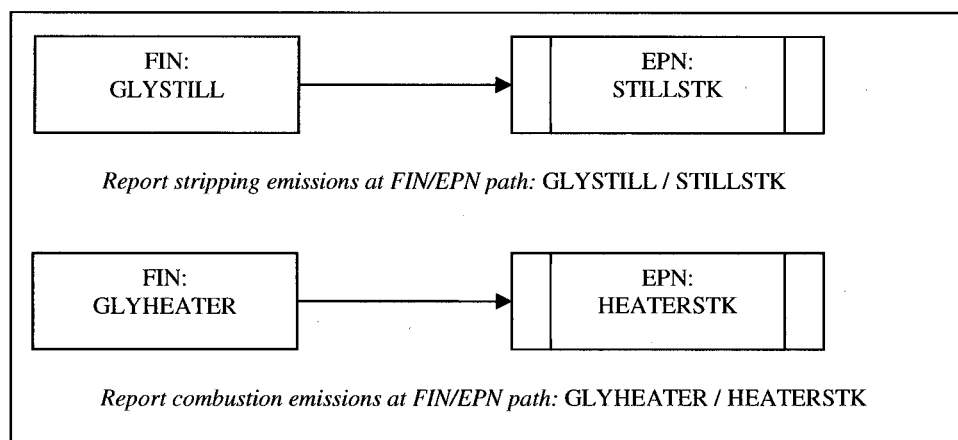 FIN:
GLYSTILL
EPN:
STILLSTK
Report stripping emissions at FIN/EPN path: GLYSTILL / STILLSTK
FIN:
GLYHEATER
EPN:
HEATERSTK
Report combustion emissions at FIN/EPN path: GLYHEATER / HEATERSTK